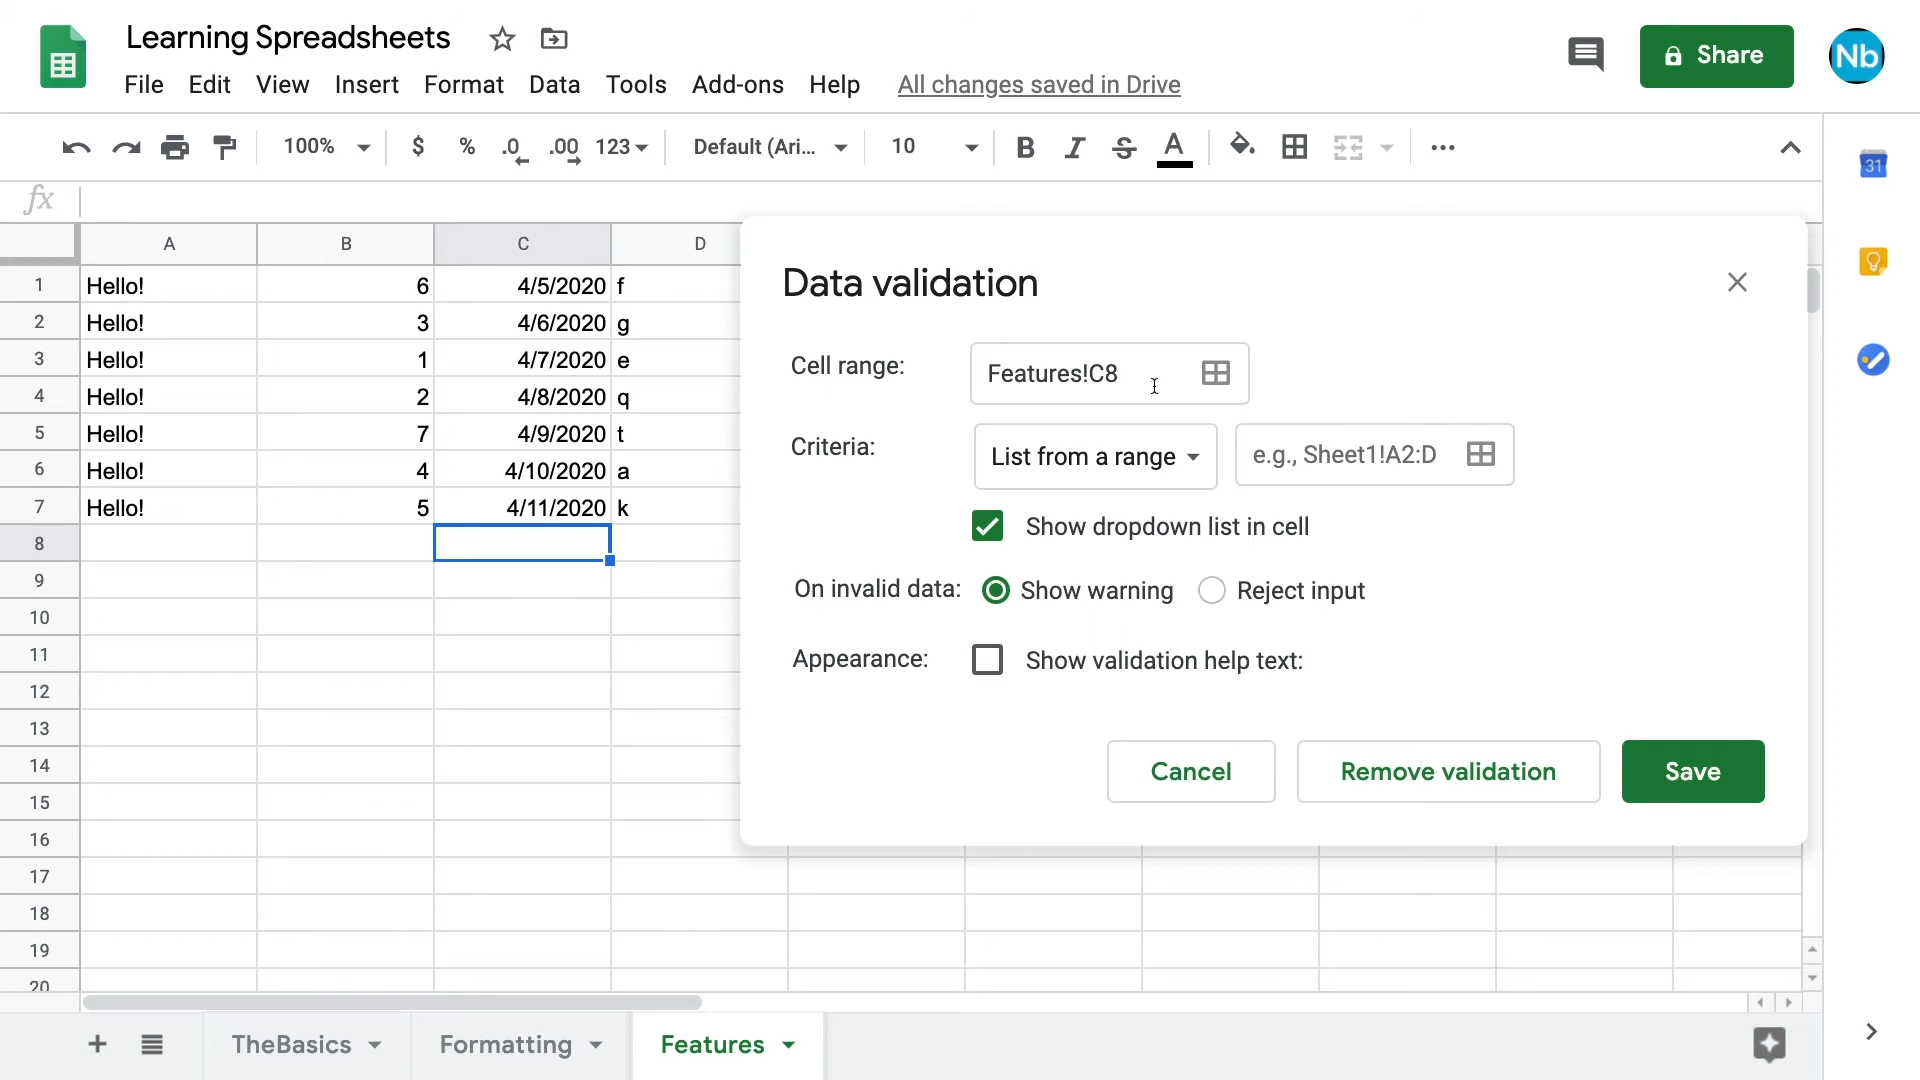 Learning Spreadsheets
File Edit View Insert Format Data Tools Add-ons Help All changes saved in Drive
Share
Nb
100% $ % .0 .00 123 Default (Ari... 10 B I S A
31
fx
A B C D
1 Hello! 6 4/5/2020 f
2 Hello! 3 4/6/2020 g
3 Hello! 1 4/7/2020 e
4 Hello! 2 4/8/2020 q
5 Hello! 7 4/9/2020 t
6 Hello! 4 4/10/2020 a
7 Hello! 5 4/11/2020 k
8
9
10
11
12
13
14
15
16
17
18
19
20
Data validation
Cell range: Features!C8
Criteria: List from a range e.g., Sheet1!A2:D
Show dropdown list in cell
On invalid data: Show warning Reject input
Appearance: Show validation help text:
Cancel Remove validation Save
TheBasics Formatting Features